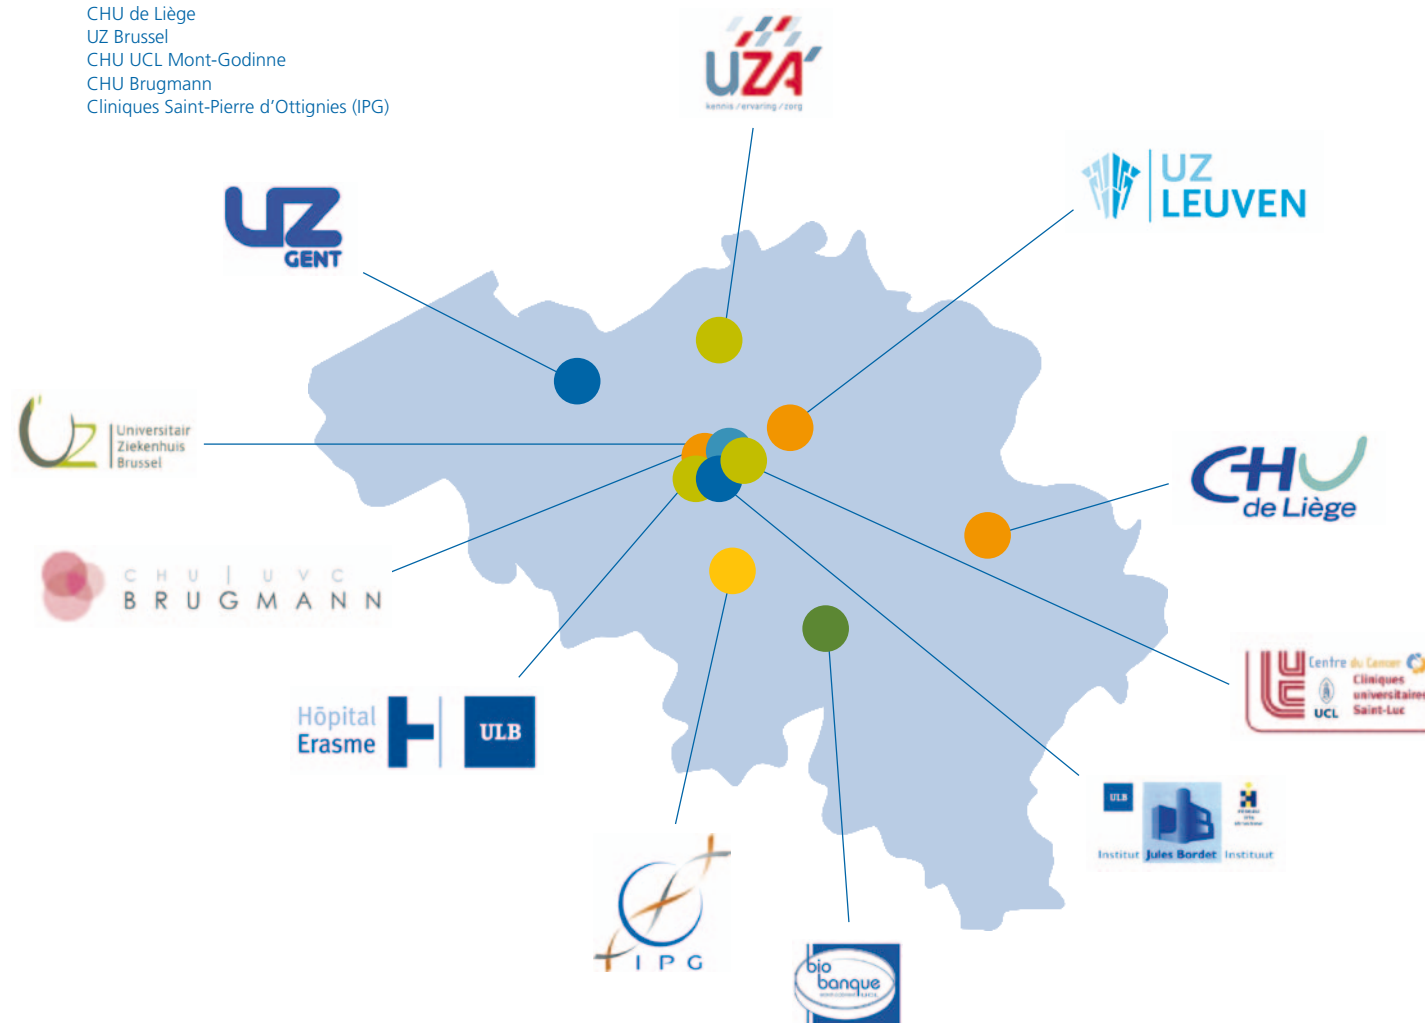 CHU de Liège
UZ Brussel
CHU UCL Mont-Godinne
CHU Brugmann
Cliniques Saint-Pierre d’Ottignies (IPG)
UZA
kennis / ervaring / zorg
UZ
LEUVEN
UZ
GENT
UZ
Universitair
Ziekenhuis
Brussel
CHU
de Liège
CHU | UVC
BRUGMANN
Centre du Cancer
Cliniques
universitaires
Saint-Luc
UCL
Hôpital
Erasme
ULB
ULB
Institut Jules Bordet Instituut
IPG
bio
banque